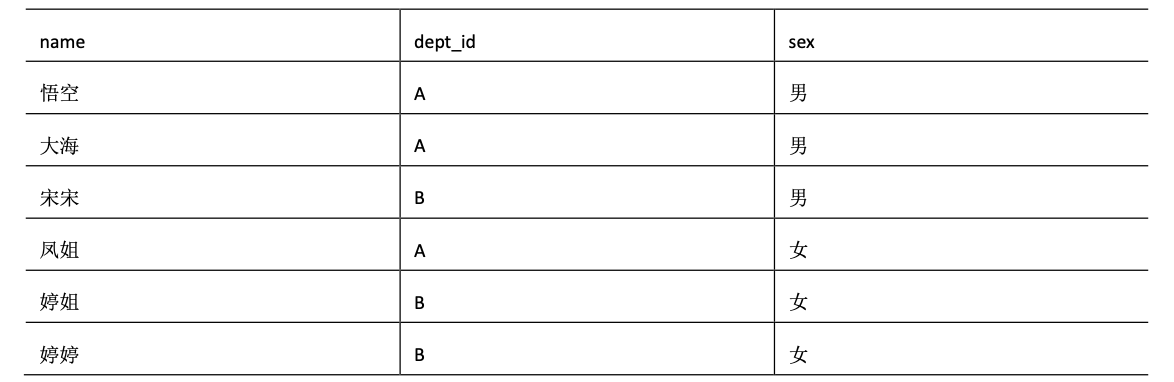 name dept_id sex
悟空 A 男
大海 A 男
宋宋 B 男
凤姐 A 女
婷姐 B 女
婷婷 B 女